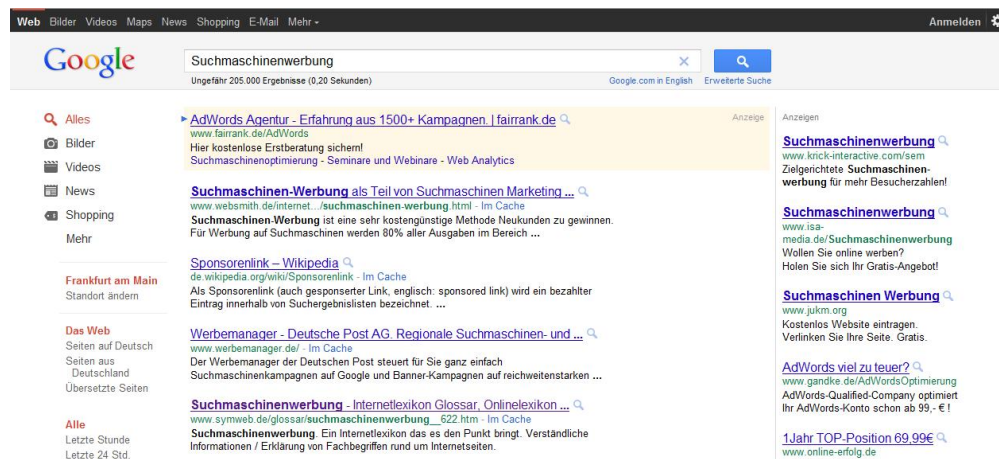 Web Bilder Videos Maps News Shopping E-Mail Mehr
Anmelden
Google
Suchmaschinenwerbung
Ungefähr 205.000 Ergebnisse (0,20 Sekunden)
Google.com in English Erweiterte Suche
Alles
Bilder
Videos
News
Shopping
Mehr
Frankfurt am Main
Standort ändern
Das Web
Seiten auf Deutsch
Seiten aus
Deutschland
Übersetzte Seiten
Alle
Letzte Stunde
Letzte 24 Std.
AdWords Agentur - Erfahrung aus 1500+ Kampagnen. | fairrank.de
Anzeige
www.fairrank.de/AdWords
Hier kostenlose Erstberatung sichern!
Suchmaschinenoptimierung - Seminare und Webinare - Web Analytics
Suchmaschinen-Werbung als Teil von Suchmaschinen Marketing ...
www.websmith.de/internet.../suchmaschinen-werbung.html - Im Cache
Suchmaschinen-Werbung ist eine sehr kostengünstige Methode Neukunden zu gewinnen.
Für Werbung auf Suchmaschinen werden 80% aller Ausgaben im Bereich ...
Sponsorenlink – Wikipedia
de.wikipedia.org/wiki/Sponsorenlink - Im Cache
Als Sponsorenlink (auch gesponserter Link, englisch: sponsored link) wird ein bezahlter
Eintrag innerhalb von Suchergebnislisten bezeichnet. ...
Werbemanager - Deutsche Post AG. Regionale Suchmaschinen- und ...
www.werbemanager.de/ - Im Cache
Der Werbemanager der Deutschen Post steuert für Sie ganz einfach
Suchmaschinenkampagnen auf Google und Banner-Kampagnen auf reichweitenstarken ...
Suchmaschinenwerbung - Internetlexikon Glossar, Onlinelexikon ...
www.symweb.de/glossar/suchmaschinenwerbung__622.htm - Im Cache
Suchmaschinenwerbung. Ein Internetlexikon das es den Punkt bringt. Verständliche
Informationen / Erklärung von Fachbegriffen rund um Internetseiten.
Anzeigen
Suchmaschinenwerbung
www.krick-interactive.com/sem
Zielgerichtete Suchmaschinen-
werbung für mehr Besucherzahlen!
Suchmaschinenwerbung
www.isa-
media.de/Suchmaschinenwerbung
Wollen Sie online werben?
Holen Sie sich Ihr Gratis-Angebot!
Suchmaschinen Werbung
www.jukm.org
Kostenlos Website eintragen.
Verlinken Sie Ihre Seite. Gratis.
AdWords viel zu teuer?
www.gandke.de/AdWordsOptimierung
AdWords-Qualified-Company optimiert
Ihr AdWords-Konto schon ab 99,- € !
1Jahr TOP-Position 69,99€
www.online-erfolg.de